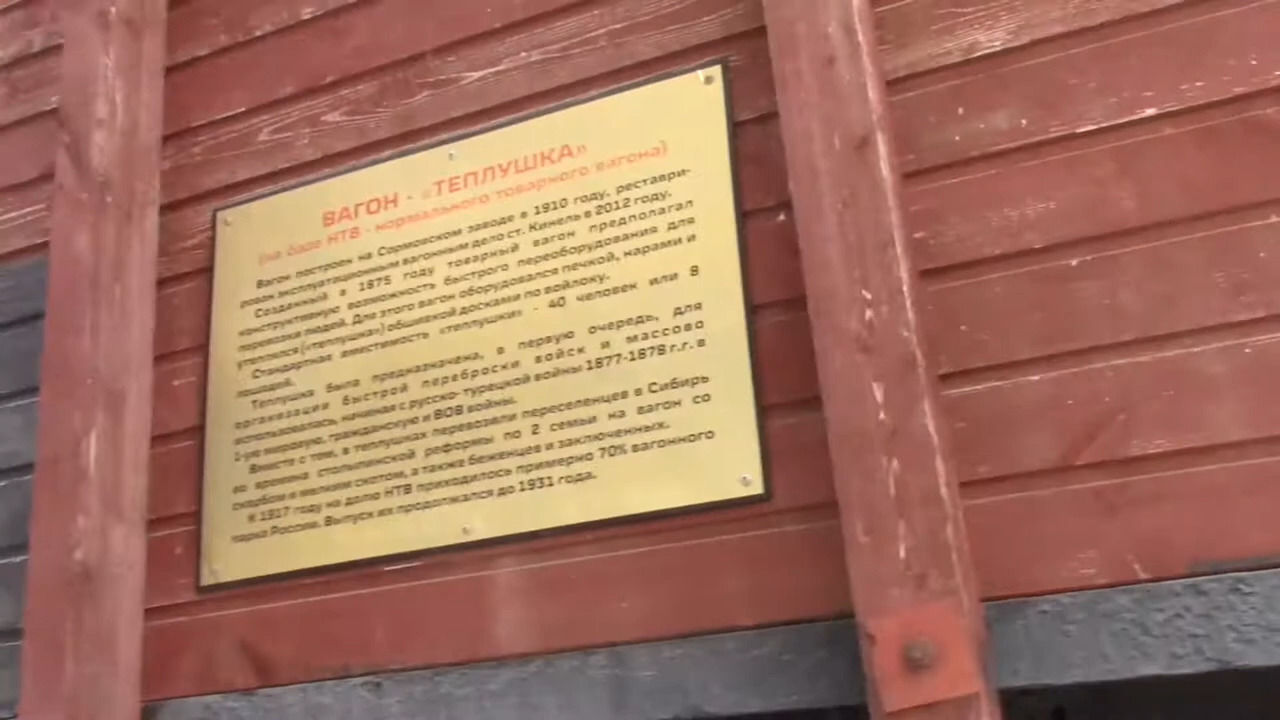 ВАГОН - «ТЕПЛУШКА»
(на базе НТВ - нормального товарного вагона)
Вагон построен на Сормовском заводе в 1910 году, реставри-
рован эксплуатационным вагонным депо ст. Кинель в 2012 году.
Созданный в 1875 году товарный вагон предполагал
конструктивную возможность быстрого переоборудования для
перевозки людей. Для этого вагон оборудовался печкой, нарами и
утеплялся («теплушка») обшивкой досками по войлоку.
Стандартная вместимость «теплушки» - 40 человек или 8
лошадей.
Теплушка была предназначена, в первую очередь, для
организации быстрой переброски войск и массово
использовалась, начиная с русско-турецкой войны 1877-1878 г.г. в
1-ую мировую, гражданскую и ВОВ войны.
Вместе с тем, в теплушках перевозили переселенцев в Сибирь
во времена столыпинской реформы по 2 семьи на вагон со
скарбом и мелким скотом, а также беженцев и заключенных.
К 1917 году на долю НТВ приходилось примерно 70% вагонного
парка России. Выпуск их продолжался до 1931 года.